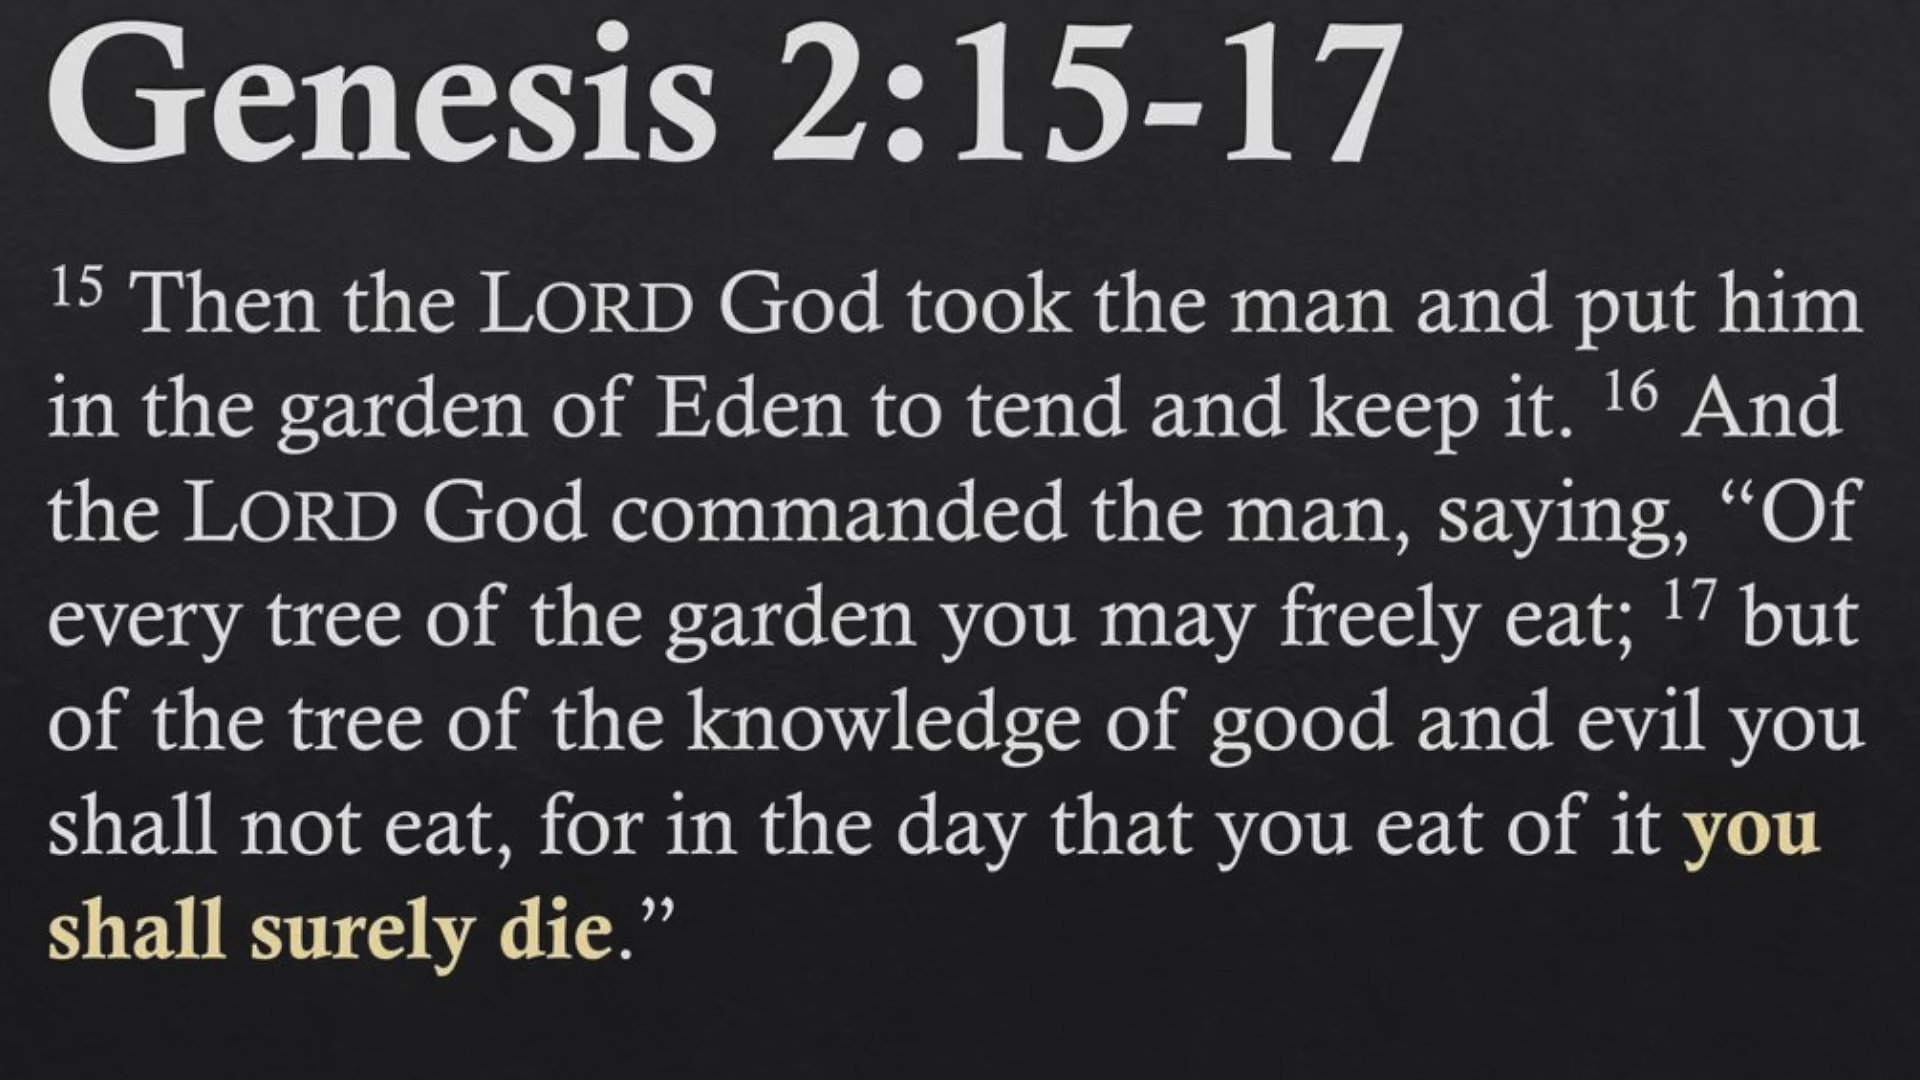 Genesis 2:15-17
15 Then the LORD God took the man and put him
in the garden of Eden to tend and keep it. 16 And
the LORD God commanded the man, saying, “Of
every tree of the garden you may freely eat; 17 but
of the tree of the knowledge of good and evil you
shall not eat, for in the day that you eat of it you
shall surely die.”